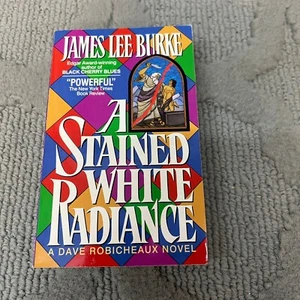 JAMES LEE BURKE
Edgar Award-winning
author of
BLACK CHERRY BLUES
"POWERFUL"
The New York Times
Book Review
A
STAINED
WHITE
RADIANCE
A DAVE ROBICHEAUX NOVEL